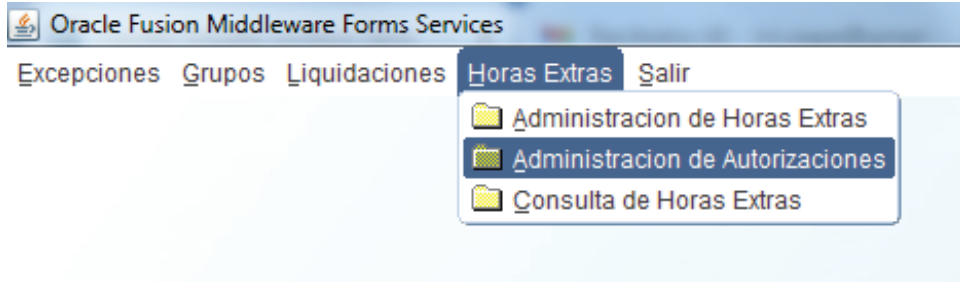 Oracle Fusion Middleware Forms Services
Excepciones Grupos Liquidaciones Horas Extras Salir
Administracion de Horas Extras
Administracion de Autorizaciones
Consulta de Horas Extras